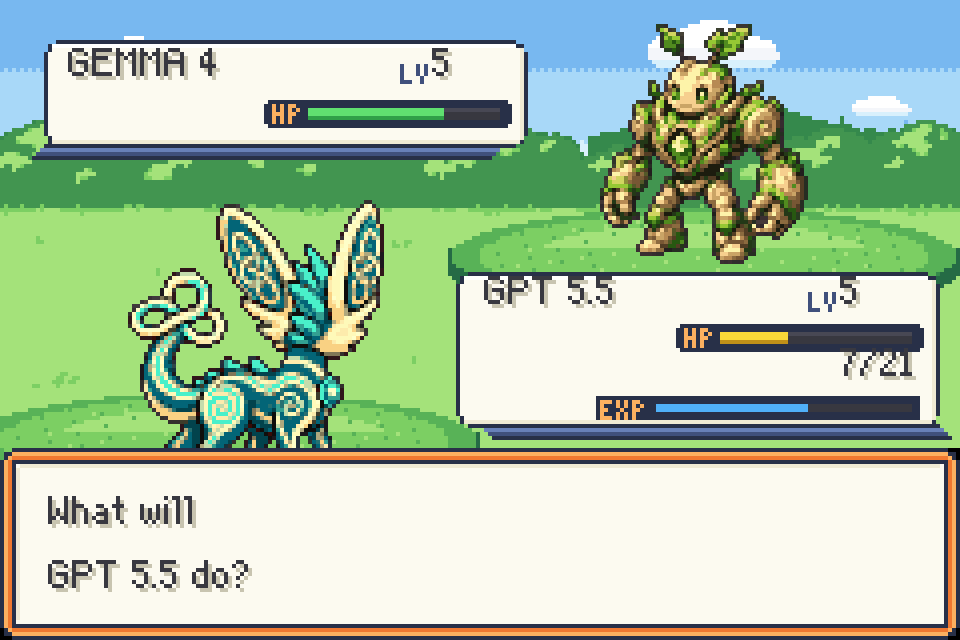 GEMMA 4 Lv5
HP
GPT 5.5 Lv5
HP
7/21
EXP
What will
GPT 5.5 do?